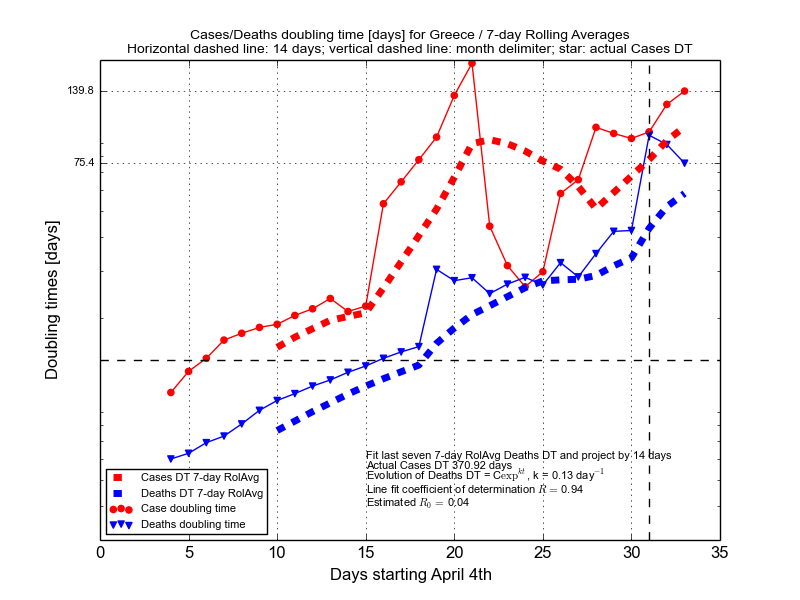 Cases/Deaths doubling time [days] for Greece / 7-day Rolling Averages
Horizontal dashed line: 14 days; vertical dashed line: month delimiter; star: actual Cases DT
139.8
75.4
Doubling times [days]
Fit last seven 7-day RolAvg Deaths DT and project by 14 days
Actual Cases DT 370.92 days
Evolution of Deaths DT = Cexp^{kt}, k = 0.13 day^{-1}
Line fit coefficient of determination R = 0.94
Estimated R_0 = 0.04
Cases DT 7-day RolAvg
Deaths DT 7-day RolAvg
Case doubling time
Deaths doubling time
0 5 10 15 20 25 30 35
Days starting April 4th